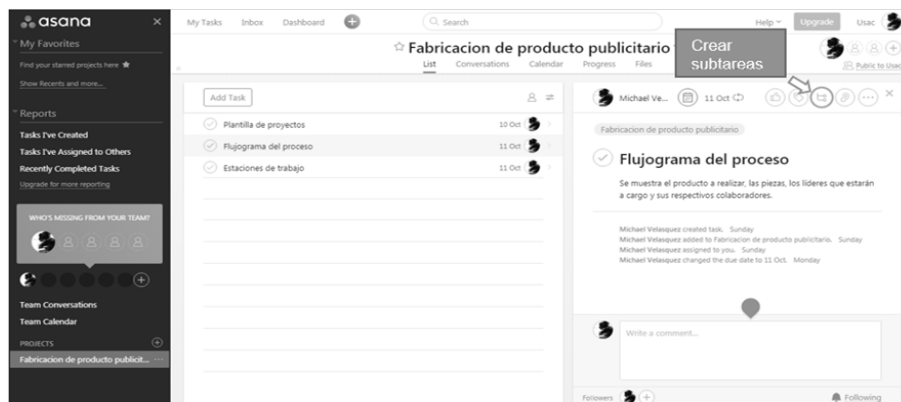 asana
My Favorites
Find your starred projects here
Show Recents and more...
Reports
Tasks I've Created
Tasks I've Assigned to Others
Recently Completed Tasks
Upgrade for more reporting
WHO'S MISSING FROM YOUR TEAM?
Team Conversations
Team Calendar
PROJECTS
Fabricacion de producto publicit...
My Tasks Inbox Dashboard
Search
Help Upgrade Usac
Fabricacion de producto publicitario
List Conversations Calendar Progress Files
Public to Usac
Crear
subtareas
Add Task
Plantilla de proyectos 10 Oct
Flujograma del proceso 11 Oct
Estaciones de trabajo 11 Oct
Michael Ve... 11 Oct
Fabricacion de producto publicitario
Flujograma del proceso
Se muestra el producto a realizar, las piezas, los líderes que estarán
a cargo y sus respectivos colaboradores.
Michael Velasquez created task. Sunday
Michael Velasquez added to Fabricacion de producto publicitario. Sunday
Michael Velasquez assigned to you. Sunday
Michael Velasquez changed the due date to 11 Oct. Monday
Write a comment...
Followers
Following